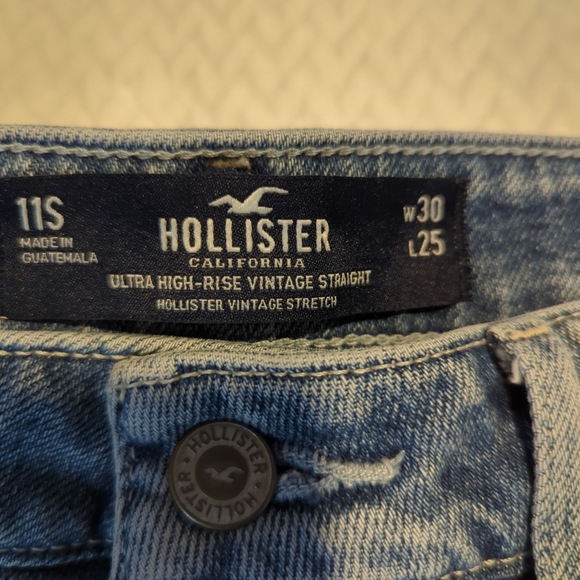 11S
MADE IN
GUATEMALA
HOLLISTER
CALIFORNIA
ULTRA HIGH-RISE VINTAGE STRAIGHT
HOLLISTER VINTAGE STRETCH
W30
L25
HOLLISTER
HOLLISTER